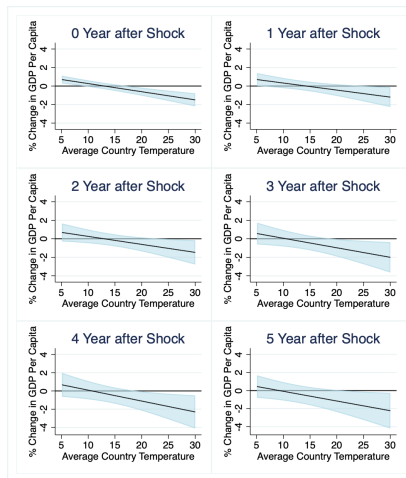 0 Year after Shock
% Change in GDP Per Capita
4
2
0
-2
-4
5 10 15 20 25 30
Average Country Temperature
1 Year after Shock
% Change in GDP Per Capita
4
2
0
-2
-4
5 10 15 20 25 30
Average Country Temperature
2 Year after Shock
% Change in GDP Per Capita
4
2
0
-2
-4
5 10 15 20 25 30
Average Country Temperature
3 Year after Shock
% Change in GDP Per Capita
4
2
0
-2
-4
5 10 15 20 25 30
Average Country Temperature
4 Year after Shock
% Change in GDP Per Capita
4
2
0
-2
-4
5 10 15 20 25 30
Average Country Temperature
5 Year after Shock
% Change in GDP Per Capita
4
2
0
-2
-4
5 10 15 20 25 30
Average Country Temperature